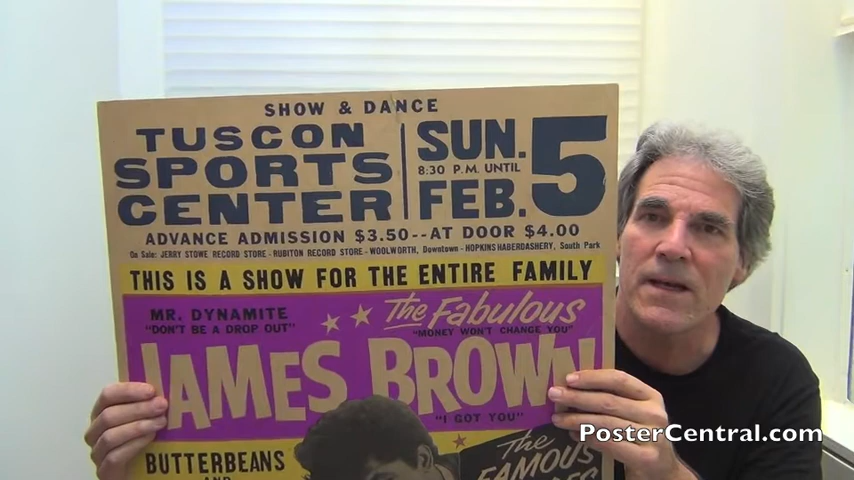 SHOW & DANCE
TUSCON
SPORTS
CENTER
SUN.
8:30 P.M. UNTIL
FEB.
5
ADVANCE ADMISSION $3.50--AT DOOR $4.00
On Sale: JERRY STOWE RECORD STORE - RUBITON RECORD STORE - WOOLWORTH, Downtown - HOPKINS HABERDASHERY, South Park
THIS IS A SHOW FOR THE ENTIRE FAMILY
MR. DYNAMITE
"DON'T BE A DROP OUT"
The Fabulous
"MONEY WON'T CHANGE YOU"
JAMES BROWN
"I GOT YOU"
BUTTERBEANS
AND
The
FAMOUS
PosterCentral.com